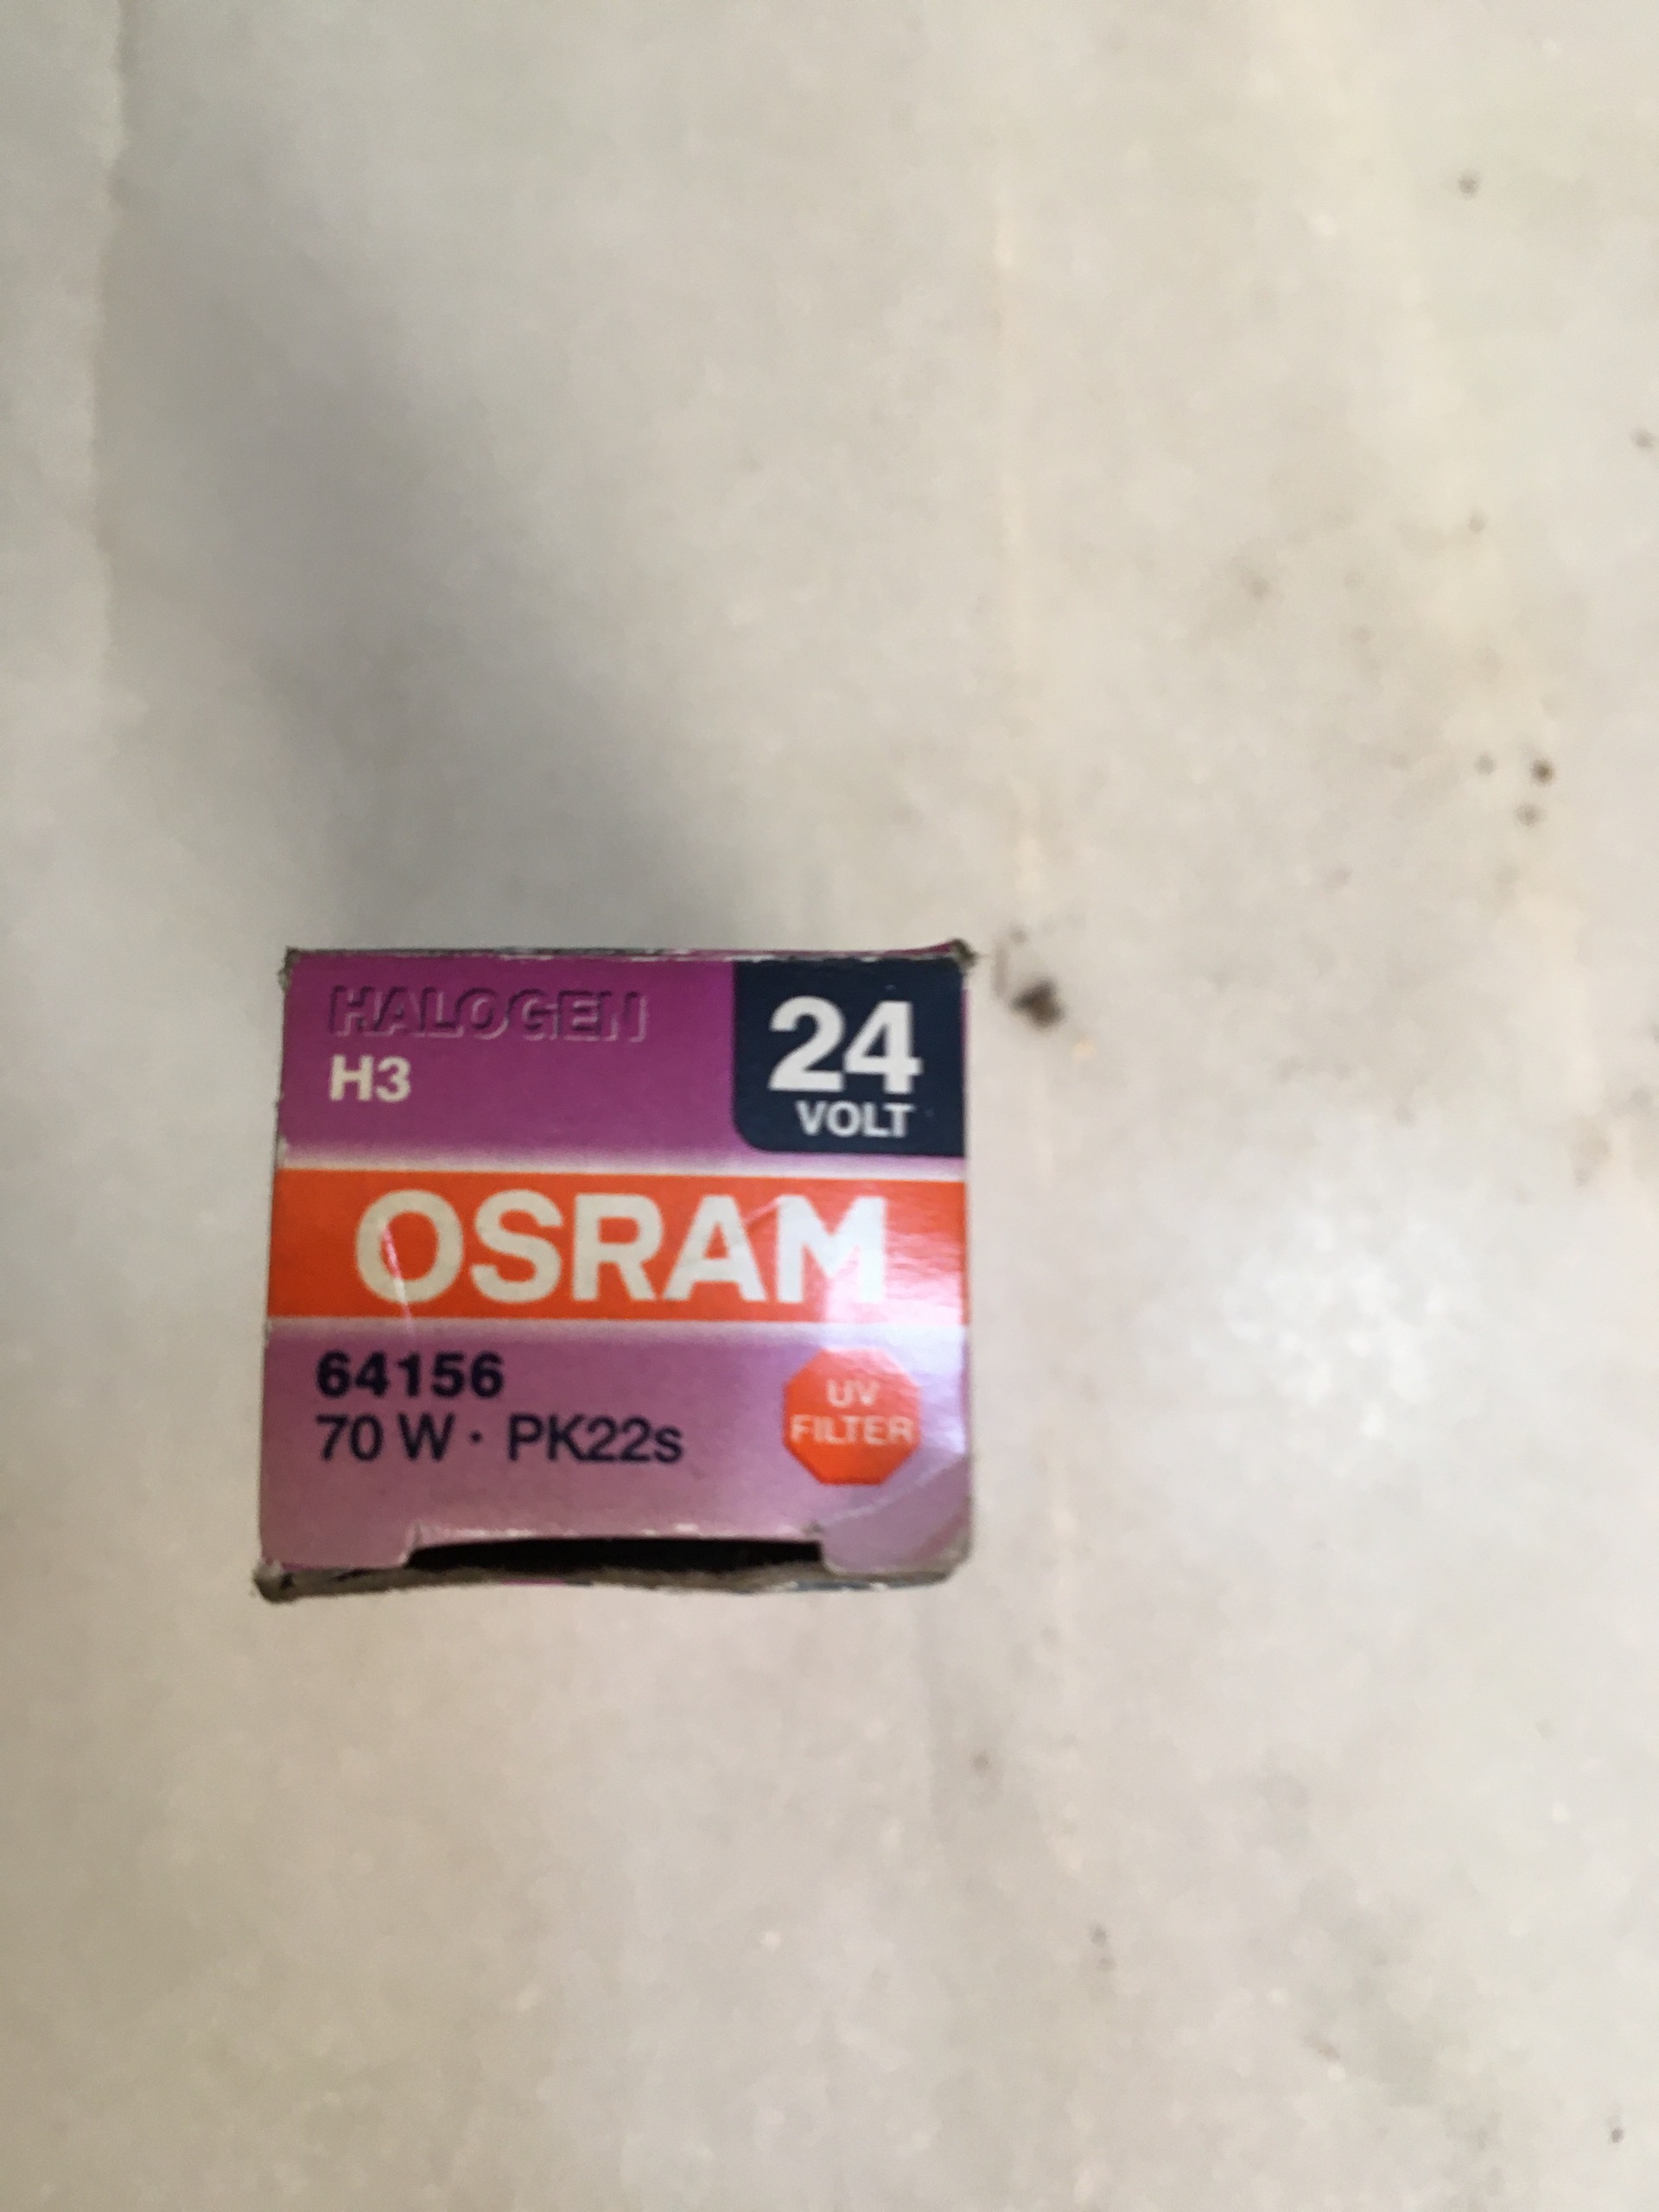 HALOGEN
H3
24
VOLT
OSRAM
64156
70 W · PK22s
UV
FILTER